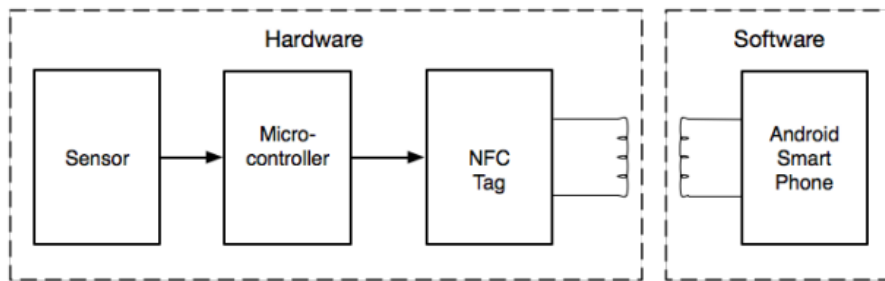 Hardware
Software
Sensor
Micro-
controller
NFC
Tag
Android
Smart
Phone